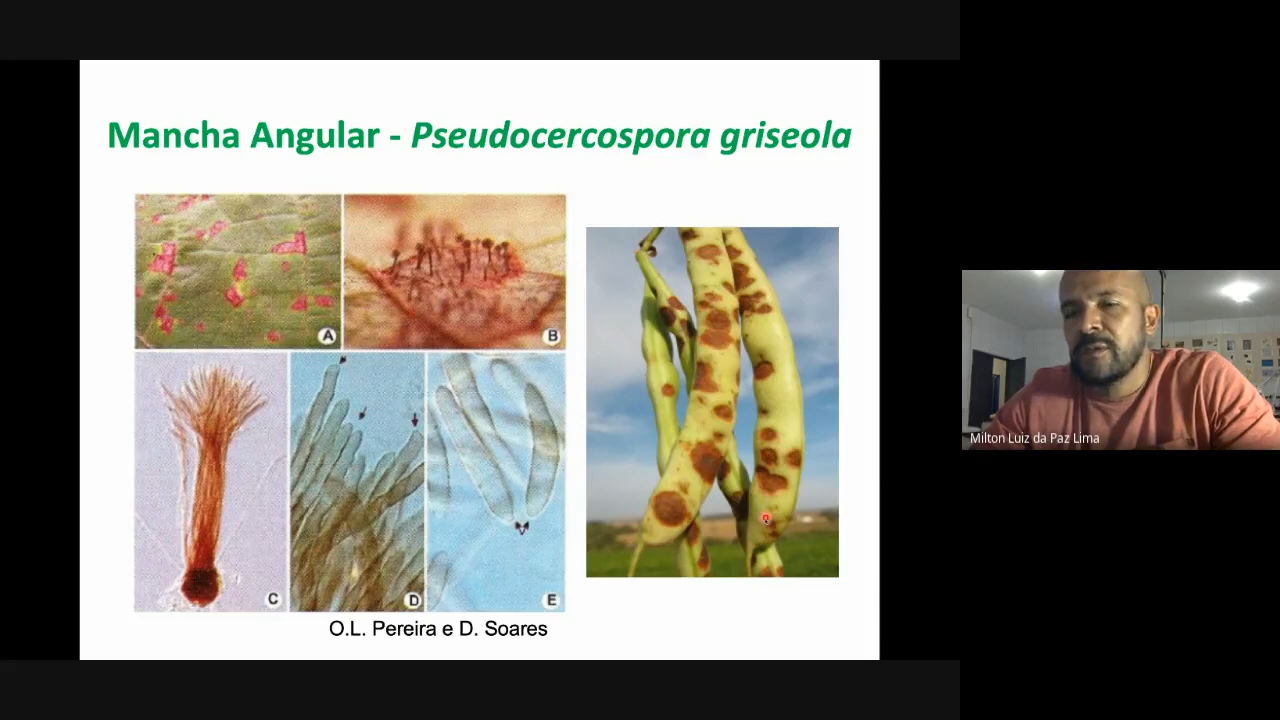 Mancha Angular - Pseudocercospora griseola
A
B
C
D
E
O.L. Pereira e D. Soares
Milton Luiz da Paz Lima